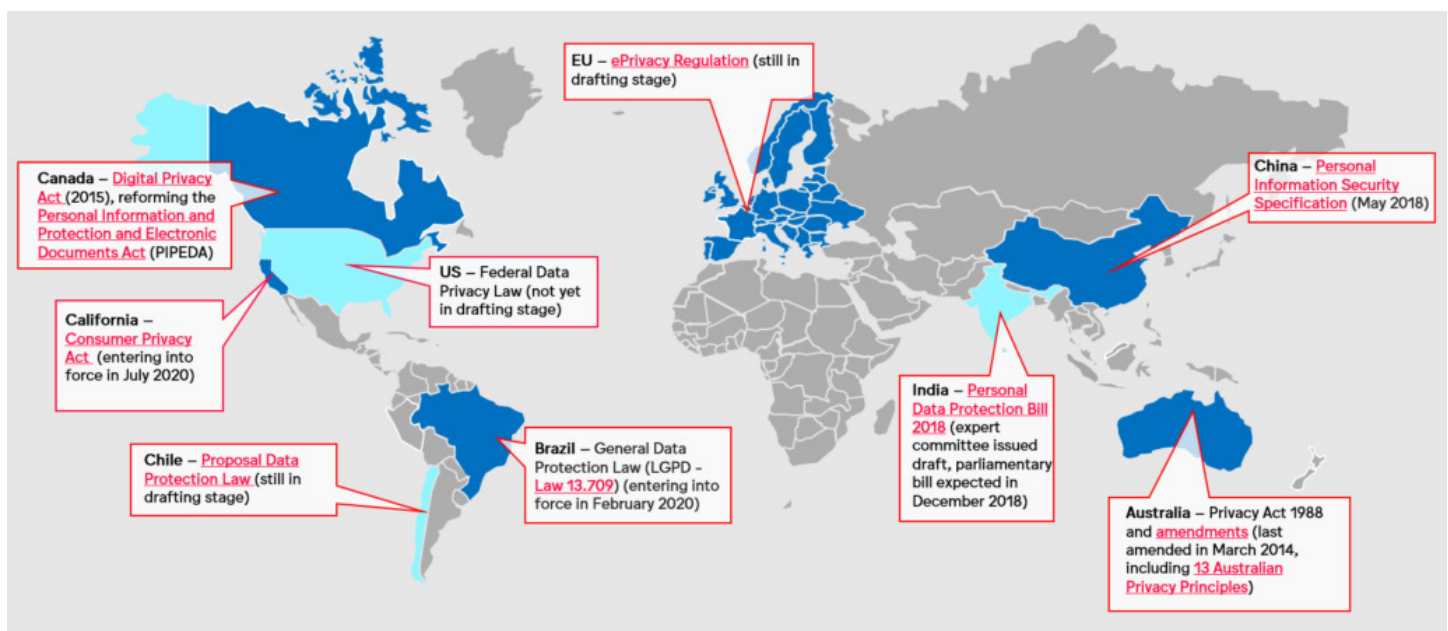 EU – ePrivacy Regulation (still in
drafting stage)
Canada – Digital Privacy
Act (2015), reforming the
Personal Information and
Protection and Electronic
Documents Act (PIPEDA)
China – Personal
Information Security
Specification (May 2018)
US – Federal Data
Privacy Law (not yet
in drafting stage)
California –
Consumer Privacy
Act (entering into
force in July 2020)
India – Personal
Data Protection Bill
2018 (expert
committee issued
draft, parliamentary
bill expected in
December 2018)
Chile – Proposal Data
Protection Law (still in
drafting stage)
Brazil – General Data
Protection Law (LGPD -
Law 13.709) (entering into
force in February 2020)
Australia – Privacy Act 1988
and amendments (last
amended in March 2014,
including 13 Australian
Privacy Principles)